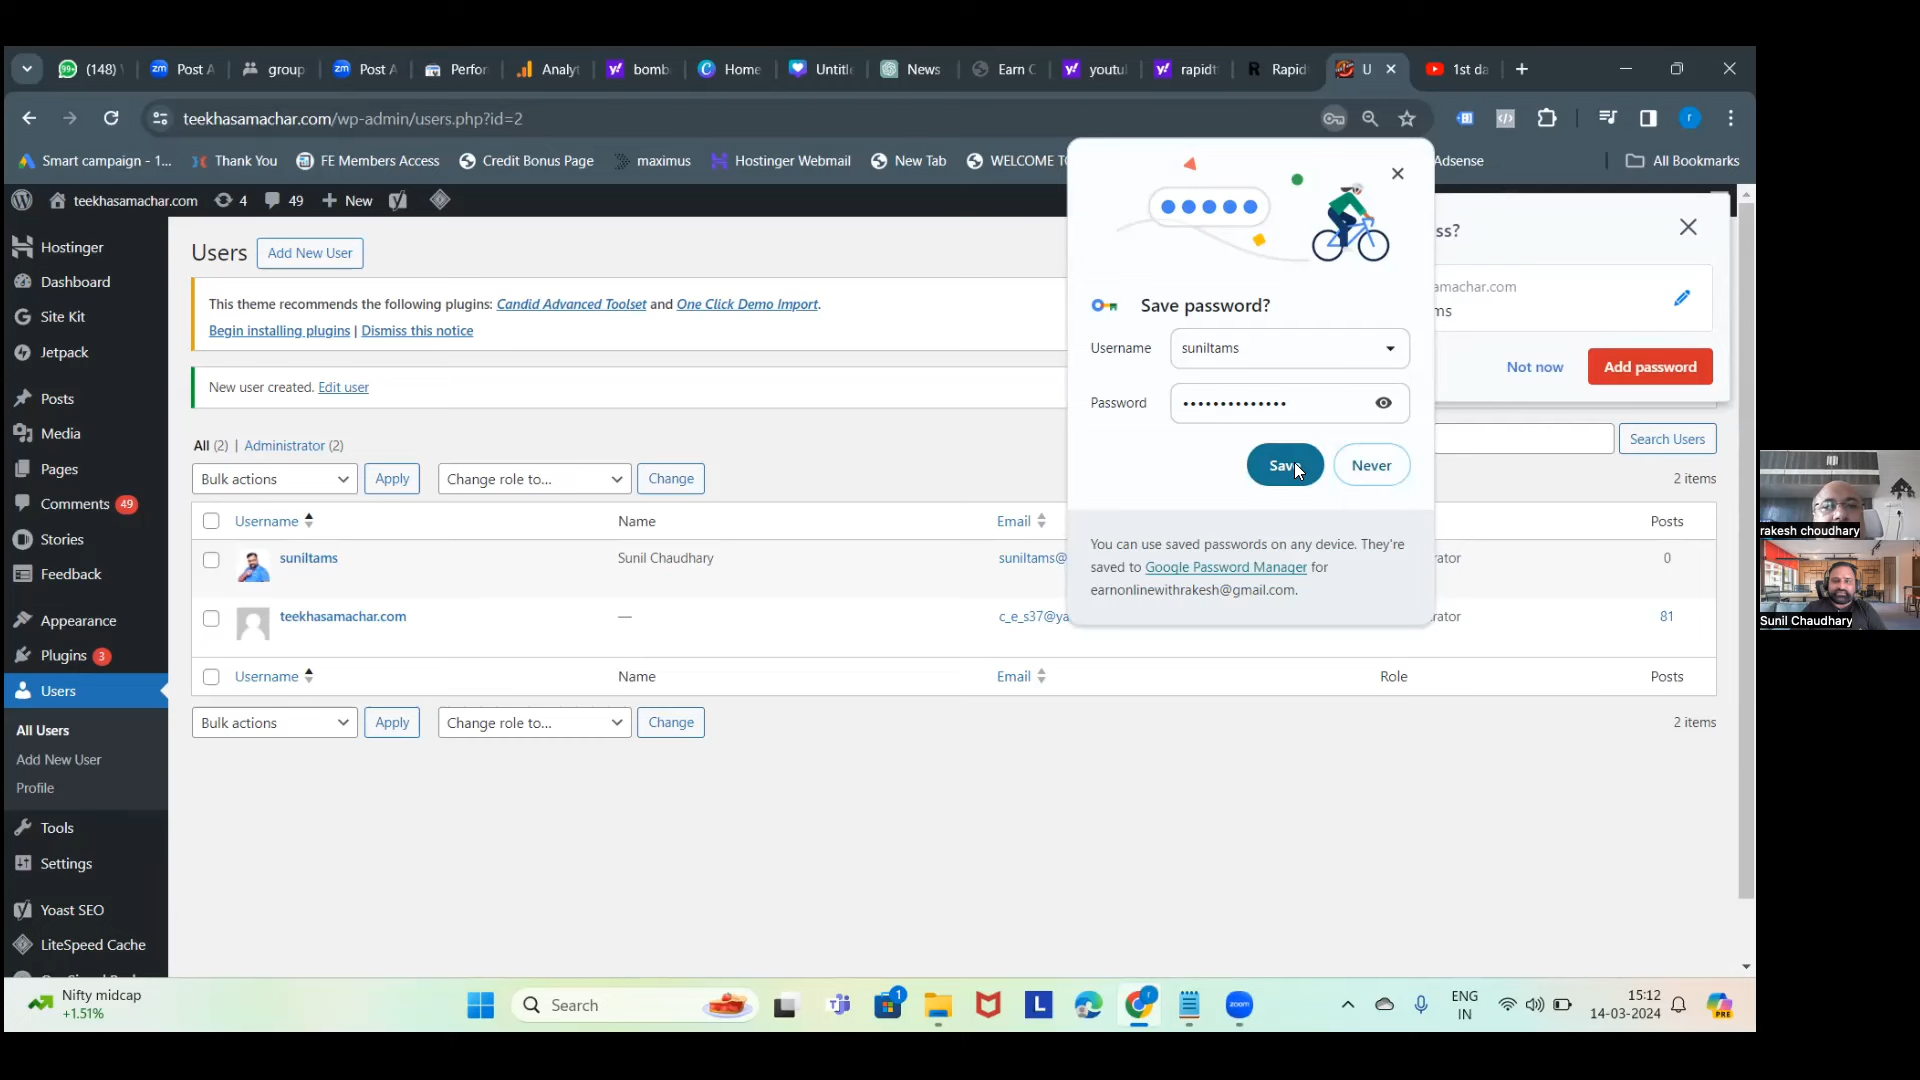 (148)
Post A
group
Post A
Perfor
Analyt
bomb
Home
Untitle
News
Earn C
youtu
rapidt
Rapid
U
1st da
teekhasamachar.com/wp-admin/users.php?id=2
Smart campaign - 1...
Thank You
FE Members Access
Credit Bonus Page
maximus
Hostinger Webmail
New Tab
WELCOME TO
Adsense
All Bookmarks
teekhasamachar.com
4
49
New
Hostinger
Dashboard
Site Kit
Jetpack
Posts
Media
Pages
Comments 49
Stories
Feedback
Appearance
Plugins 3
Users
All Users
Add New User
Profile
Tools
Settings
Yoast SEO
LiteSpeed Cache
Users
Add New User
This theme recommends the following plugins: Candid Advanced Toolset and One Click Demo Import.
Begin installing plugins | Dismiss this notice
New user created. Edit user
All (2) | Administrator (2)
Bulk actions
Apply
Change role to...
Change
Search Users
2 items
Username
Name
Email
Posts
suniltams
Sunil Chaudhary
suniltams@
rator
0
teekhasamachar.com
—
c_e_s37@ya
rator
81
Username
Name
Email
Role
Posts
Bulk actions
Apply
Change role to...
Change
2 items
Save password?
Username
suniltams
Password
••••••••••••••
Save
Never
You can use saved passwords on any device. They're
saved to Google Password Manager for
earnonlinewithrakesh@gmail.com.
ss?
amachar.com
ms
Not now
Add password
rakesh choudhary
Sunil Chaudhary
Nifty midcap
+1.51%
Search
1
zoom
ENG
IN
15:12
14-03-2024
PRE